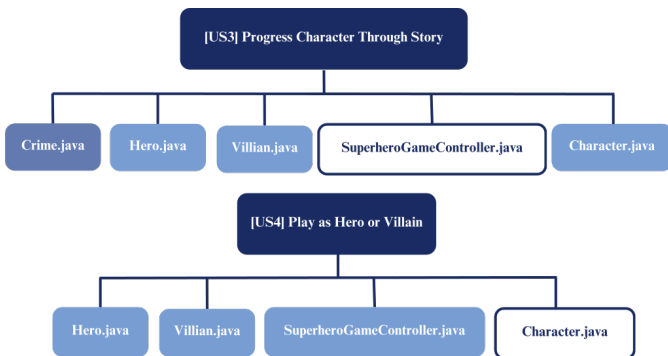 [US3] Progress Character Through Story
Crime.java
Hero.java
Villian.java
SuperheroGameController.java
Character.java
[US4] Play as Hero or Villain
Hero.java
Villian.java
SuperheroGameController.java
Character.java